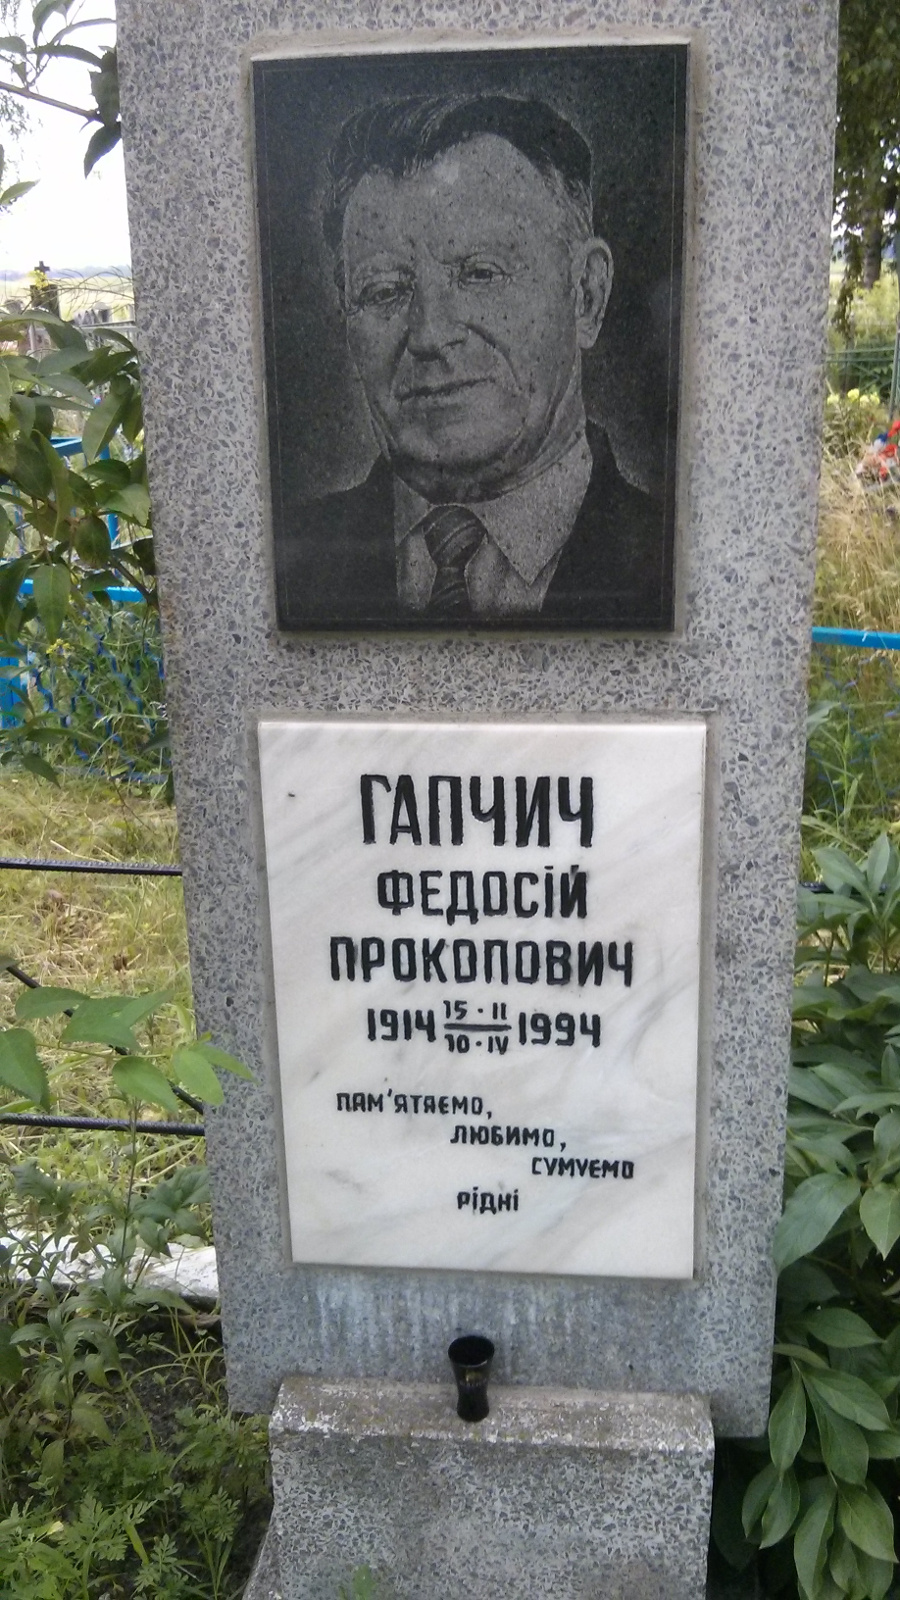 ГАПЧИЧ
ФЕДОСІЙ
ПРОКОПОВИЧ
1914 15·II 1994
10·IV
ПАМ'ЯТАЄМО,
ЛЮБИМО,
СУМУЄМО
РІДНІ